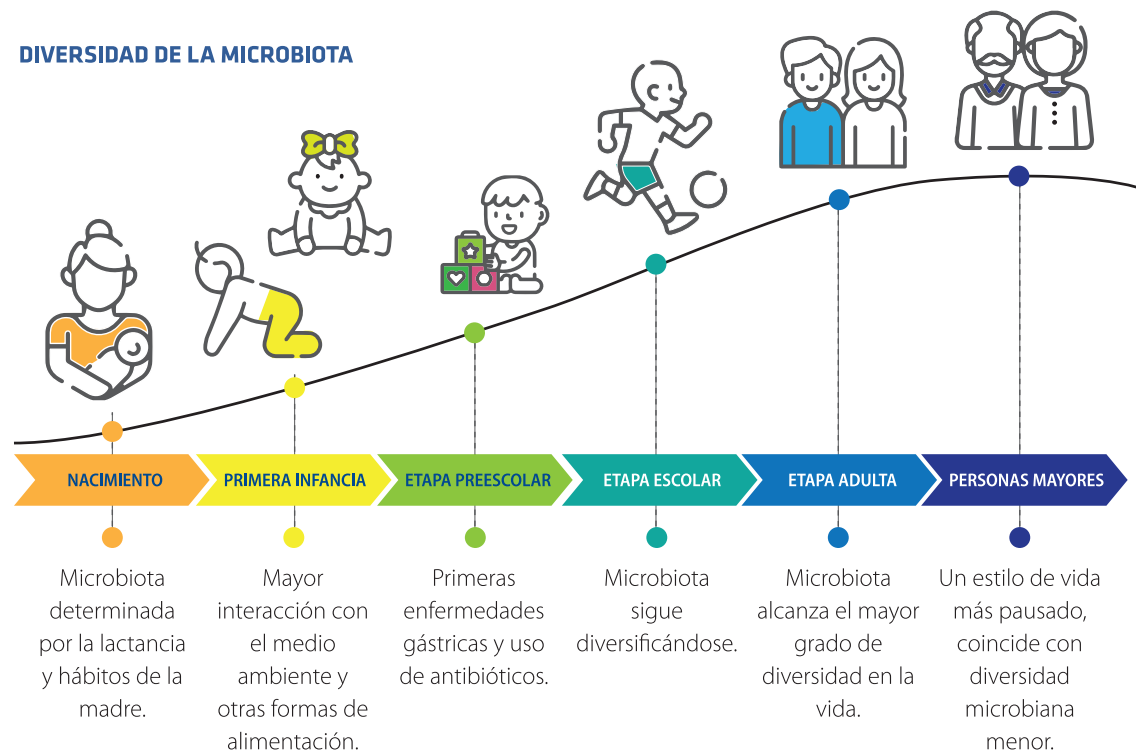 DIVERSIDAD DE LA MICROBIOTA
NACIMIENTO
PRIMERA INFANCIA
ETAPA PREESCOLAR
ETAPA ESCOLAR
ETAPA ADULTA
PERSONAS MAYORES
Microbiota
determinada
por la lactancia
y hábitos de la
madre.
Mayor
interacción con
el medio
ambiente y
otras formas de
alimentación.
Primeras
enfermedades
gástricas y uso
de antibióticos.
Microbiota
sigue
diversificándose.
Microbiota
alcanza el mayor
grado de
diversidad en la
vida.
Un estilo de vida
más pausado,
coincide con
diversidad
microbiana
menor.